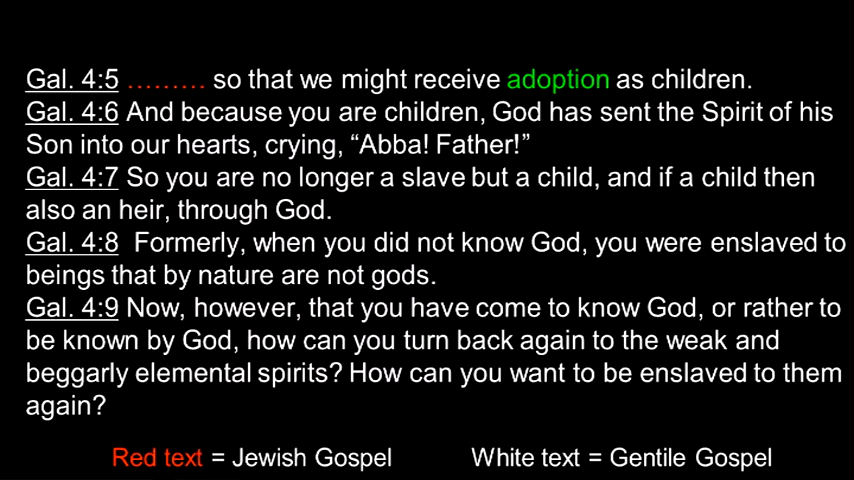 Gal. 4:5 ......... so that we might receive adoption as children.
Gal. 4:6 And because you are children, God has sent the Spirit of his
Son into our hearts, crying, “Abba! Father!”
Gal. 4:7 So you are no longer a slave but a child, and if a child then
also an heir, through God.
Gal. 4:8 Formerly, when you did not know God, you were enslaved to
beings that by nature are not gods.
Gal. 4:9 Now, however, that you have come to know God, or rather to
be known by God, how can you turn back again to the weak and
beggarly elemental spirits? How can you want to be enslaved to them
again?
Red text = Jewish Gospel White text = Gentile Gospel